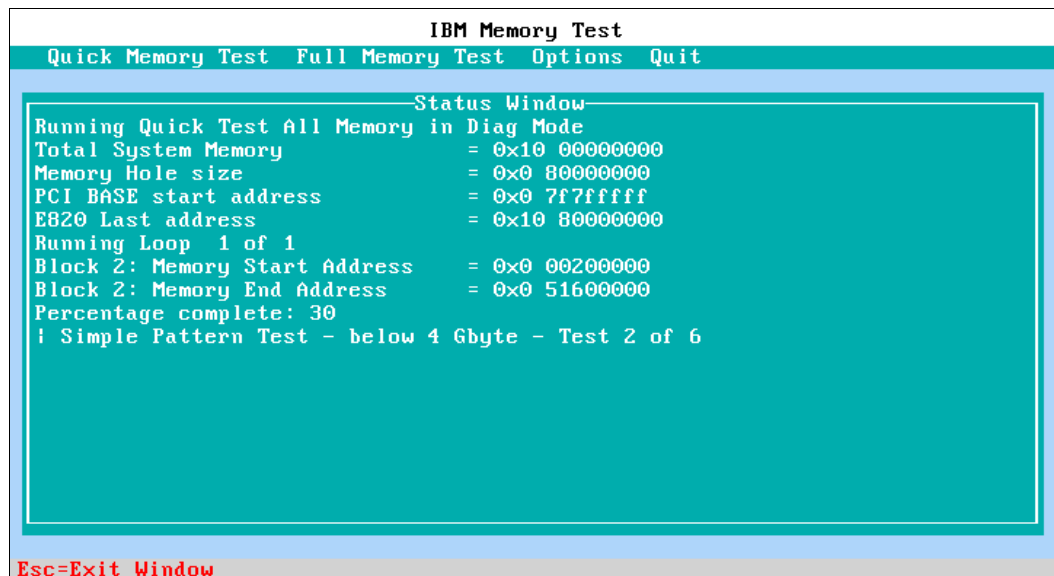 IBM Memory Test
Quick Memory Test Full Memory Test Options Quit
Status Window
Running Quick Test All Memory in Diag Mode
Total System Memory = 0x10 00000000
Memory Hole size = 0x0 80000000
PCI BASE start address = 0x0 7f7fffff
E820 Last address = 0x10 80000000
Running Loop 1 of 1
Block 2: Memory Start Address = 0x0 00200000
Block 2: Memory End Address = 0x0 51600000
Percentage complete: 30
| Simple Pattern Test - below 4 Gbyte - Test 2 of 6
Esc=Exit Window